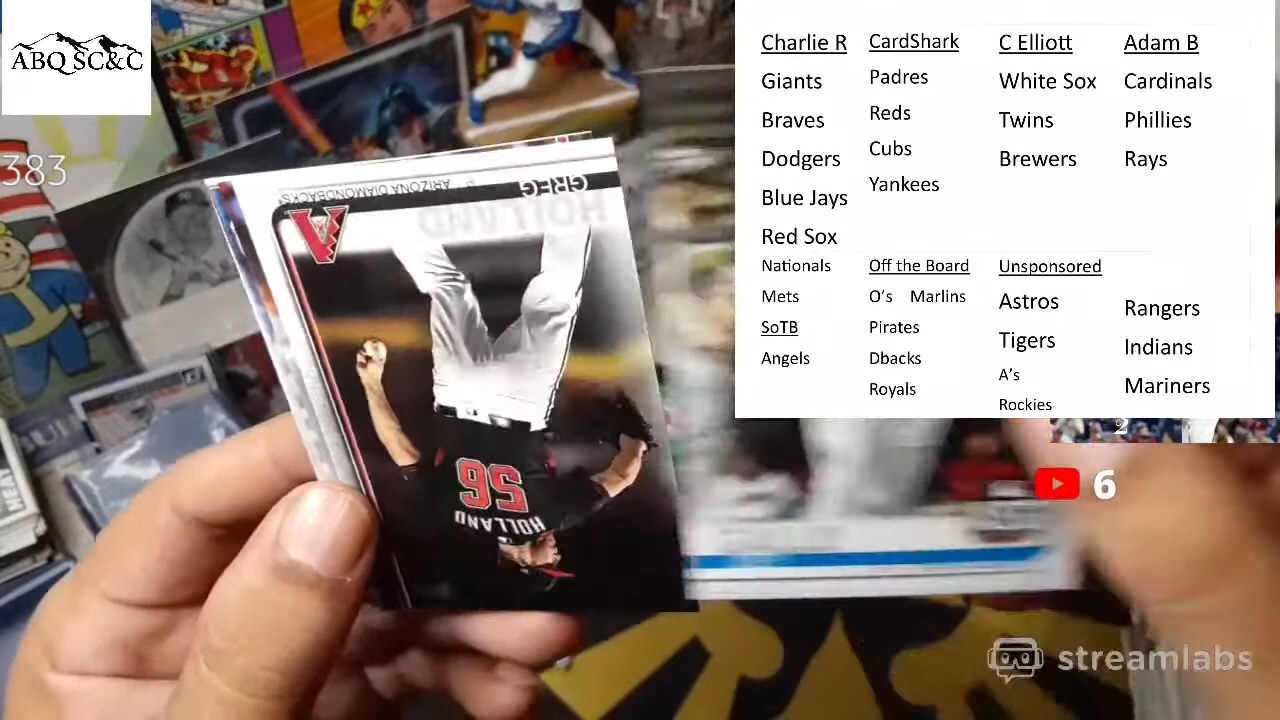 ABQ SC&C
383
Charlie R
Giants
Braves
Dodgers
Blue Jays
Red Sox
Nationals
Mets
SoTB
Angels
CardShark
Padres
Reds
Cubs
Yankees
Off the Board
O's Marlins
Pirates
Dbacks
Royals
C Elliott
White Sox
Twins
Brewers
Unsponsored
Astros
Tigers
A's
Rockies
Adam B
Cardinals
Phillies
Rays
Rangers
Indians
Mariners
GREG
HOLLAND
P ARIZONA DIAMONDBACKS
56
HOLLAND
2
6
streamlabs